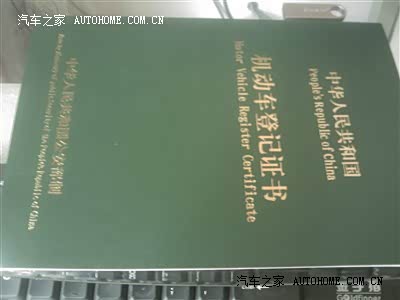 汽车之家 AUTOHOME.COM.CN
中华人民共和国
People's Republic of China
机动车登记证书
Motor Vehicle Register Certificate
中华人民共和国公安部制
汽车之家 AUTOHOME.COM.CN